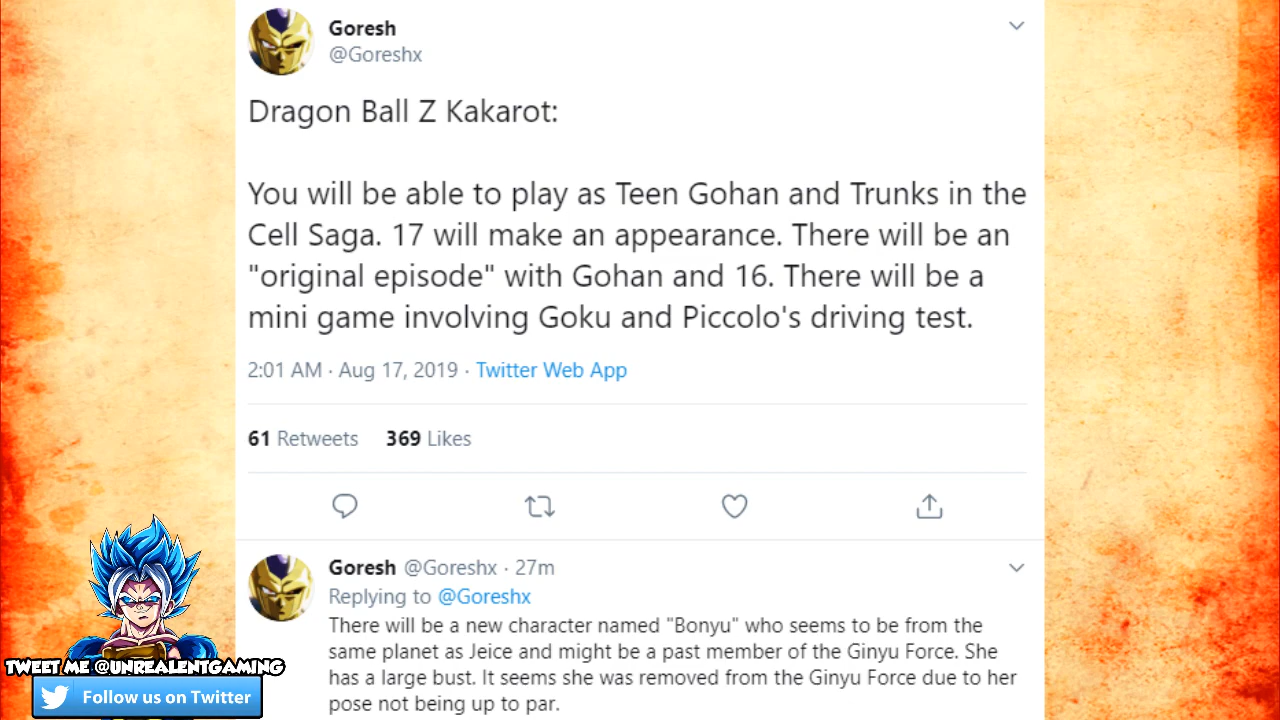 Goresh
@Goreshx
Dragon Ball Z Kakarot:
You will be able to play as Teen Gohan and Trunks in the
Cell Saga. 17 will make an appearance. There will be an
"original episode" with Gohan and 16. There will be a
mini game involving Goku and Piccolo's driving test.
2:01 AM · Aug 17, 2019 · Twitter Web App
61 Retweets 369 Likes
Goresh @Goreshx · 27m
Replying to @Goreshx
There will be a new character named "Bonyu" who seems to be from the
same planet as Jeice and might be a past member of the Ginyu Force. She
has a large bust. It seems she was removed from the Ginyu Force due to her
pose not being up to par.
TWEET ME @UNREALENTGAMING
Follow us on Twitter